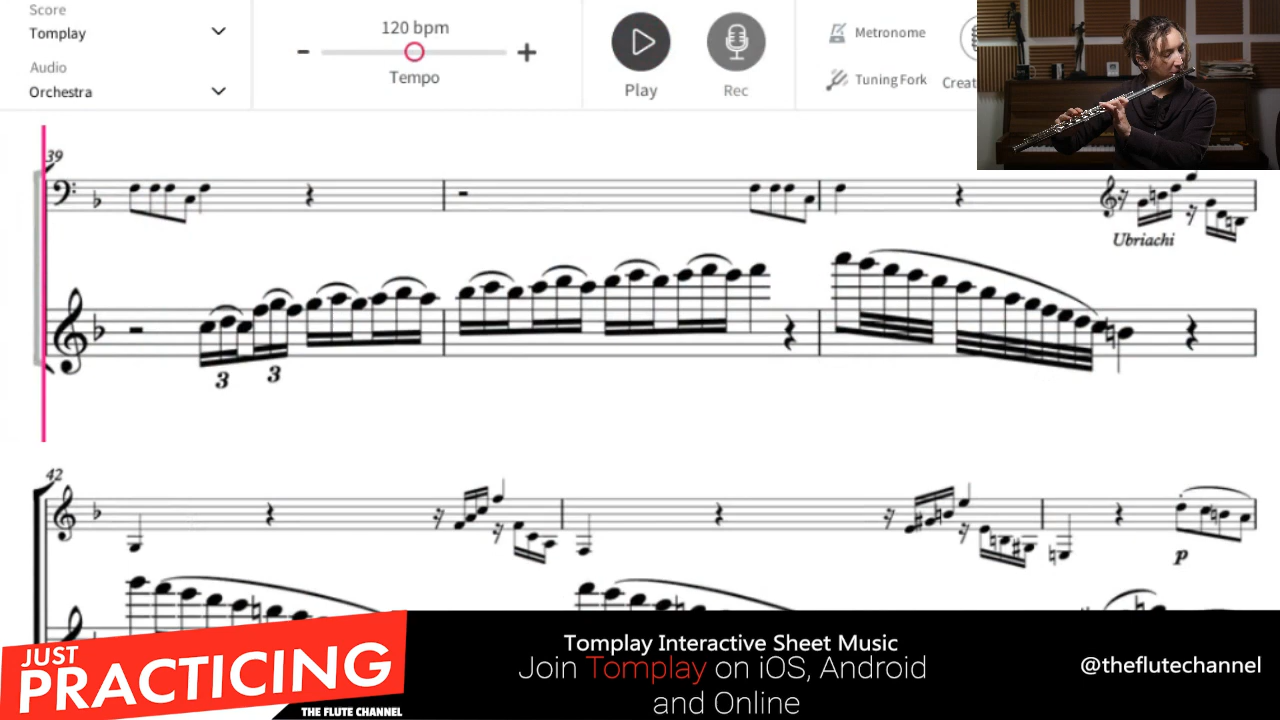 Score
Tomplay
Audio
Orchestra
120 bpm
Tempo
Play
Rec
Metronome
Tuning Fork
Creat
39
Ubriachi
3
3
42
p
JUST
PRACTICING
THE FLUTE CHANNEL
Tomplay Interactive Sheet Music
Join Tomplay on iOS, Android
and Online
@theflutechannel